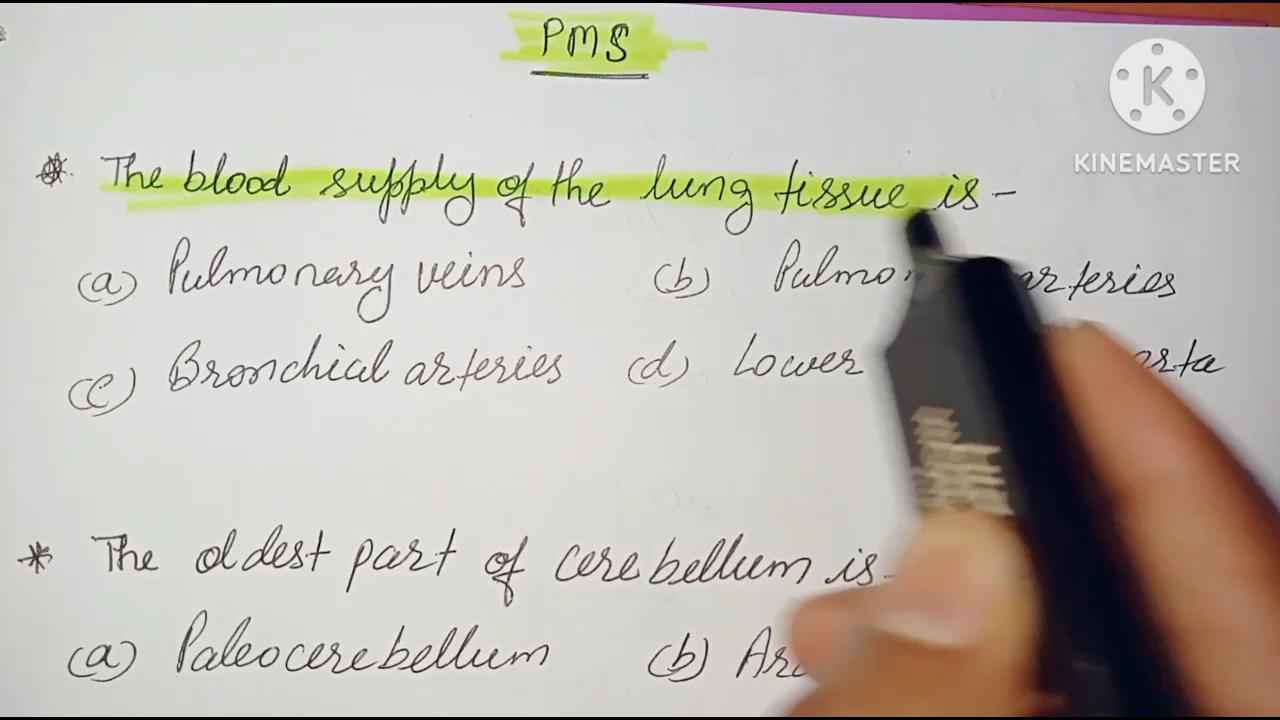 PMS
KINEMASTER
* The blood supply of the lung tissue is -
(a) Pulmonary veins (b) arteries
(c) Bronchial arteries (d) Lower
* The oldest part of cerebellum is -
(a) Paleocerebellum (b)